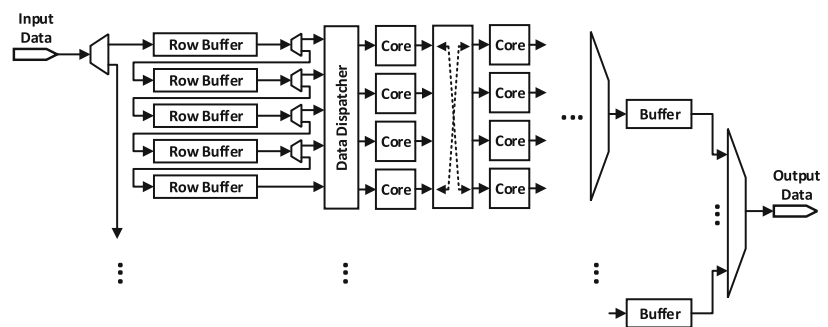 Input
Data
Row Buffer
Row Buffer
Row Buffer
Row Buffer
Row Buffer
Data Dispatcher
Core
Core
Core
Core
Core
Core
Core
Core
Buffer
Buffer
Output
Data